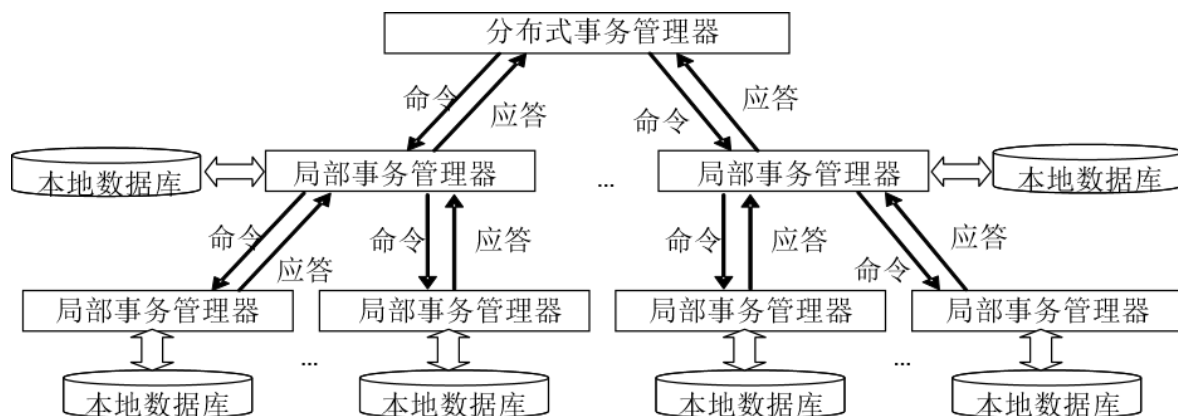 分布式事务管理器
命令 应答 命令 应答
本地数据库 局部事务管理器 ... 局部事务管理器 本地数据库
命令 应答 命令 应答 命令 应答 命令 应答
局部事务管理器 局部事务管理器 局部事务管理器 局部事务管理器
... ...
本地数据库 本地数据库 本地数据库 本地数据库